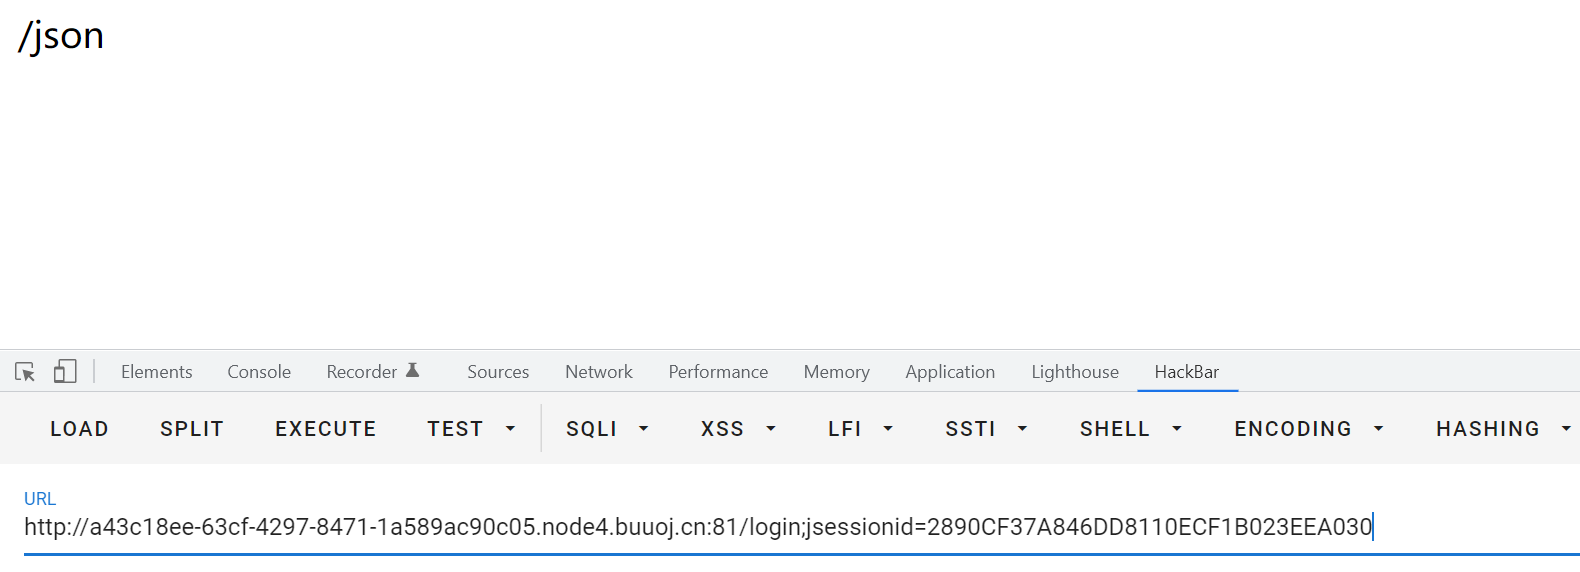 /json
Elements Console Recorder Sources Network Performance Memory Application Lighthouse HackBar
LOAD SPLIT EXECUTE TEST SQLI XSS LFI SSTI SHELL ENCODING HASHING
URL
http://a43c18ee-63cf-4297-8471-1a589ac90c05.node4.buuoj.cn:81/login;jsessionid=2890CF37A846DD8110ECF1B023EEA030